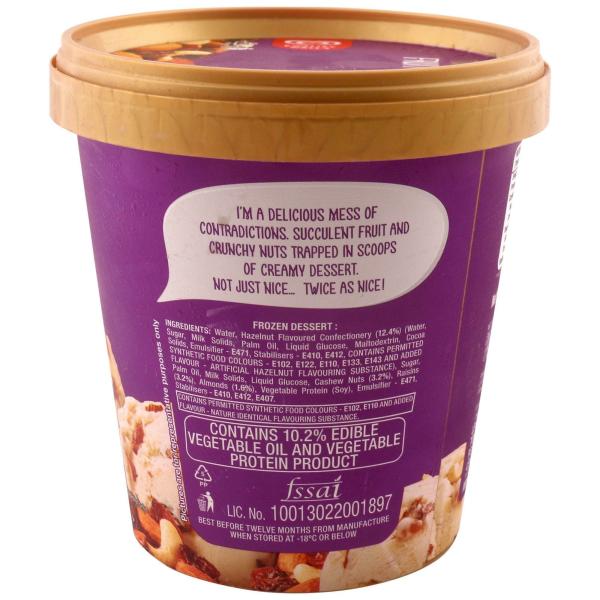 I'M A DELICIOUS MESS OF
CONTRADICTIONS. SUCCULENT FRUIT AND
CRUNCHY NUTS TRAPPED IN SCOOPS
OF CREAMY DESSERT.
NOT JUST NICE... TWICE AS NICE!
FROZEN DESSERT :
INGREDIENTS: Water, Hazelnut Flavoured Confectionery (12.4%) (Water,
Sugar, Milk Solids, Palm Oil, Liquid Glucose, Maltodextrin, Cocoa
Solids, Emulsifier - E471, Stabilisers - E410, E412, CONTAINS PERMITTED
SYNTHETIC FOOD COLOURS - E102, E122, E110, E133, E143 AND ADDED
FLAVOUR - ARTIFICIAL HAZELNUT FLAVOURING SUBSTANCE), Sugar,
Palm Oil, Milk Solids, Liquid Glucose, Cashew Nuts (3.2%), Raisins
(3.2%), Almonds (1.6%), Vegetable Protein (Soy), Emulsifier - E471,
Stabilisers - E410, E412, E407.
CONTAINS PERMITTED SYNTHETIC FOOD COLOURS - E102, E110 AND ADDED
FLAVOUR - NATURE IDENTICAL FLAVOURING SUBSTANCE.
CONTAINS 10.2% EDIBLE
VEGETABLE OIL AND VEGETABLE
PROTEIN PRODUCT
fssai
LIC. No. 10013022001897
BEST BEFORE TWELVE MONTHS FROM MANUFACTURE
WHEN STORED AT -18°C OR BELOW
5
PP
Pictures are for representative purposes only